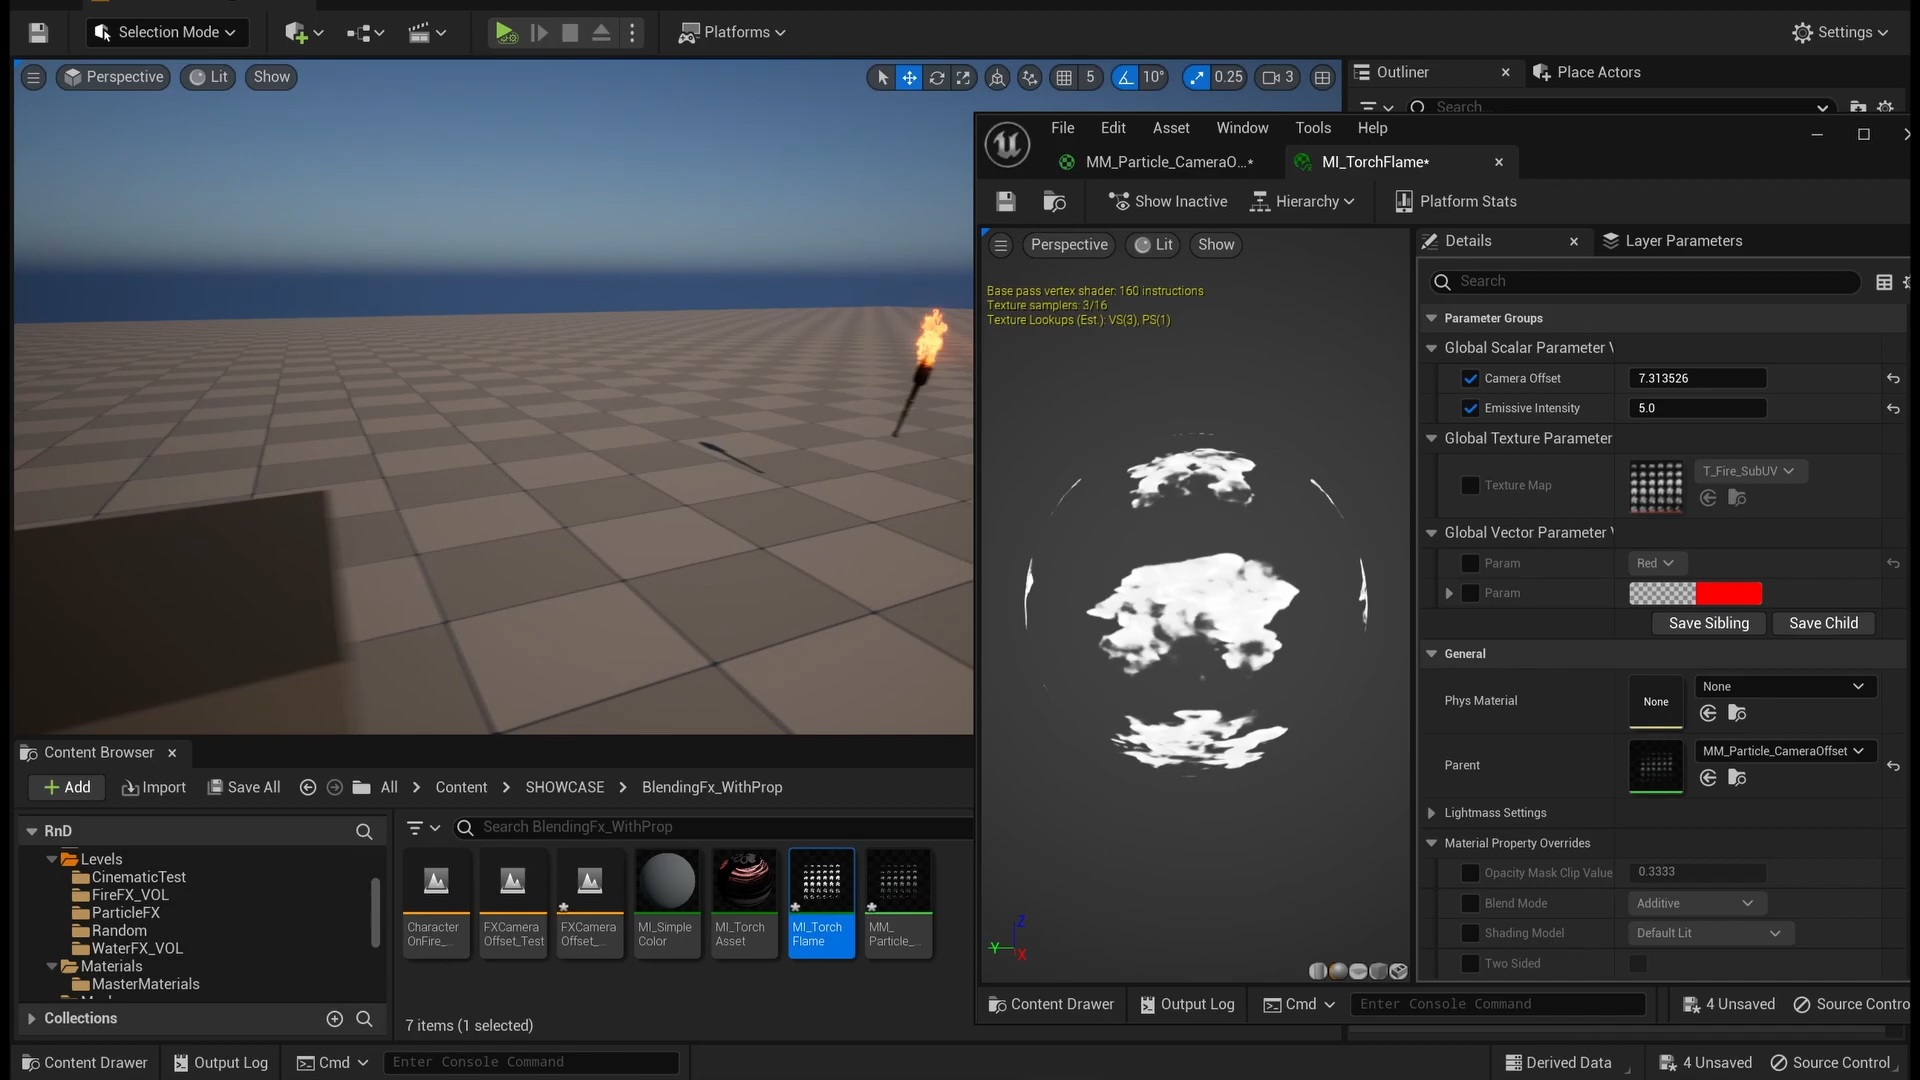 Selection Mode
Platforms
Settings
Perspective
Lit
Show
5
10°
0.25
3
Outliner
Place Actors
Search...
File
Edit
Asset
Window
Tools
Help
MM_Particle_CameraO...*
MI_TorchFlame*
Show Inactive
Hierarchy
Platform Stats
Perspective
Lit
Show
Base pass vertex shader: 160 instructions
Texture samplers: 3/16
Texture Lookups (Est.): VS(3), PS(1)
Z
Y
X
Details
Layer Parameters
Search
Parameter Groups
Global Scalar Parameter V
Camera Offset
7.313526
Emissive Intensity
5.0
Global Texture Parameter
Texture Map
T_Fire_SubUV
Global Vector Parameter
Param
Red
Param
Save Sibling
Save Child
General
Phys Material
None
None
Parent
MM_Particle_CameraOffset
Lightmass Settings
Material Property Overrides
Opacity Mask Clip Value
0.3333
Blend Mode
Additive
Shading Model
Default Lit
Two Sided
Content Drawer
Output Log
Cmd
Enter Console Command
4 Unsaved
Source Contro
Content Browser
Add
Import
Save All
All
Content
SHOWCASE
BlendingFx_WithProp
RnD
Levels
CinematicTest
FireFX_VOL
ParticleFX
Random
WaterFX_VOL
Materials
MasterMaterials
Collections
Search BlendingFx_WithProp
Character
OnFire_...
FXCamera
Offset_Test
FXCamera
Offset_...
MI_Simple
Color
MI_Torch
Asset
MI_Torch
Flame
MM_
Particle_...
7 items (1 selected)
Content Drawer
Output Log
Cmd
Enter Console Command
Derived Data
4 Unsaved
Source Control